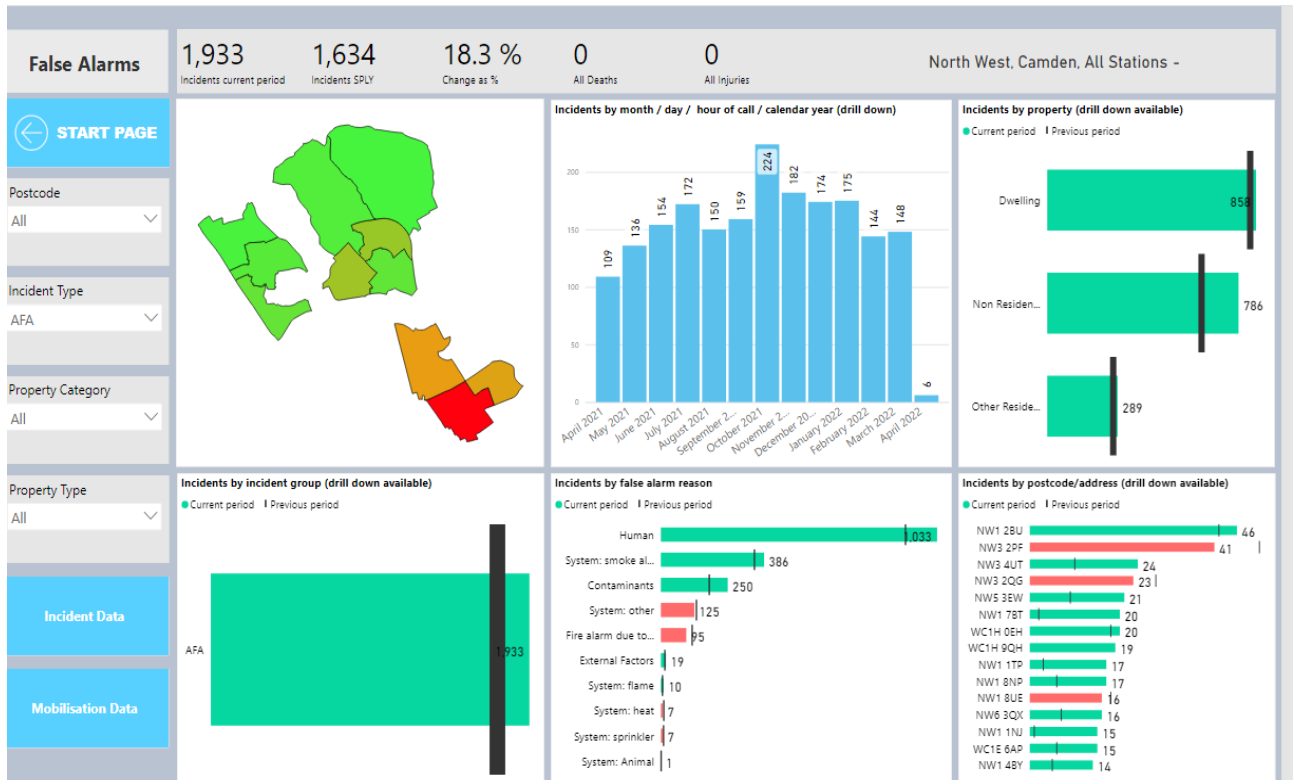 False Alarms
1,933
Incidents current period
1,634
Incidents SPLY
18.3 %
Change as %
0
All Deaths
0
All Injuries
North West, Camden, All Stations -
START PAGE
Postcode
All
Incident Type
AFA
Property Category
All
Property Type
All
Incident Data
Mobilisation Data
Incidents by month / day / hour of call / calendar year (drill down)
200
150
100
50
0
109
136
154
172
150
159
224
182
174
175
144
148
6
April 2021
May 2021
June 2021
July 2021
August 2021
September 2...
October 2021
November 2...
December 20...
January 2022
February 2022
March 2022
April 2022
Incidents by property (drill down available)
Current period
Previous period
Dwelling
858
Non Residen...
786
Other Reside...
289
Incidents by incident group (drill down available)
Current period
Previous period
AFA
1,933
Incidents by false alarm reason
Current period
Previous period
Human
1,033
System: smoke al...
386
Contaminants
250
System: other
125
Fire alarm due to...
95
External Factors
19
System: flame
10
System: heat
7
System: sprinkler
7
System: Animal
1
Incidents by postcode/address (drill down available)
Current period
Previous period
NW1 2BU
46
NW3 2PF
41
NW3 4UT
24
NW3 2QG
23
NW5 3EW
21
NW1 7BT
20
WC1H 0EH
20
WC1H 9QH
19
NW1 1TP
17
NW1 8NP
17
NW1 8UE
16
NW6 3QX
16
NW1 1NJ
15
WC1E 6AP
15
NW1 4BY
14